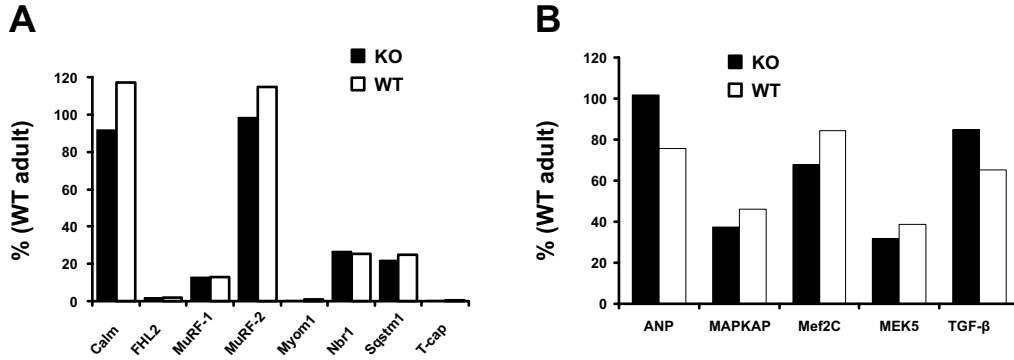 A
KO
WT
% (WT adult)
120
100
80
60
40
20
0
Calm
FHL2
MuRF-1
MuRF-2
Myom1
Nbr1
Sqstm1
T-cap
B
KO
WT
% (WT adult)
120
100
80
60
40
20
0
ANP
MAPKAP
Mef2C
MEK5
TGF-β